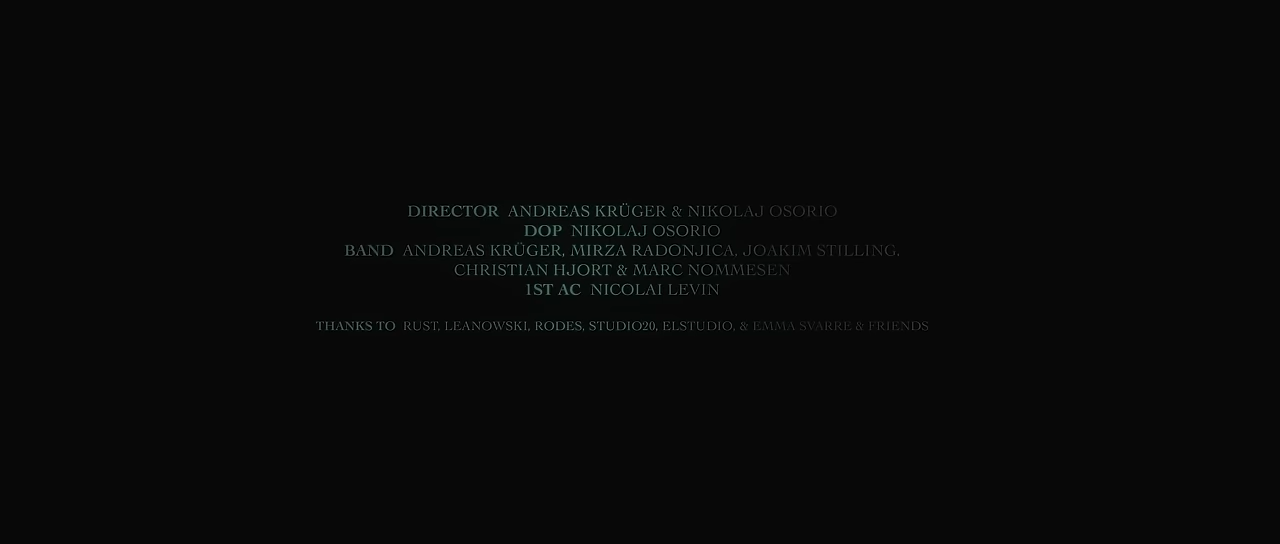 DIRECTOR ANDREAS KRÜGER & NIKOLAJ OSORIO
DOP NIKOLAJ OSORIO
BAND ANDREAS KRÜGER, MIRZA RADONJICA, JOAKIM STILLING,
CHRISTIAN HJORT & MARC NOMMESEN
1ST AC NICOLAI LEVIN
THANKS TO RUST, LEANOWSKI, RODES, STUDIO20, ELSTUDIO, & EMMA SVARRE & FRIENDS